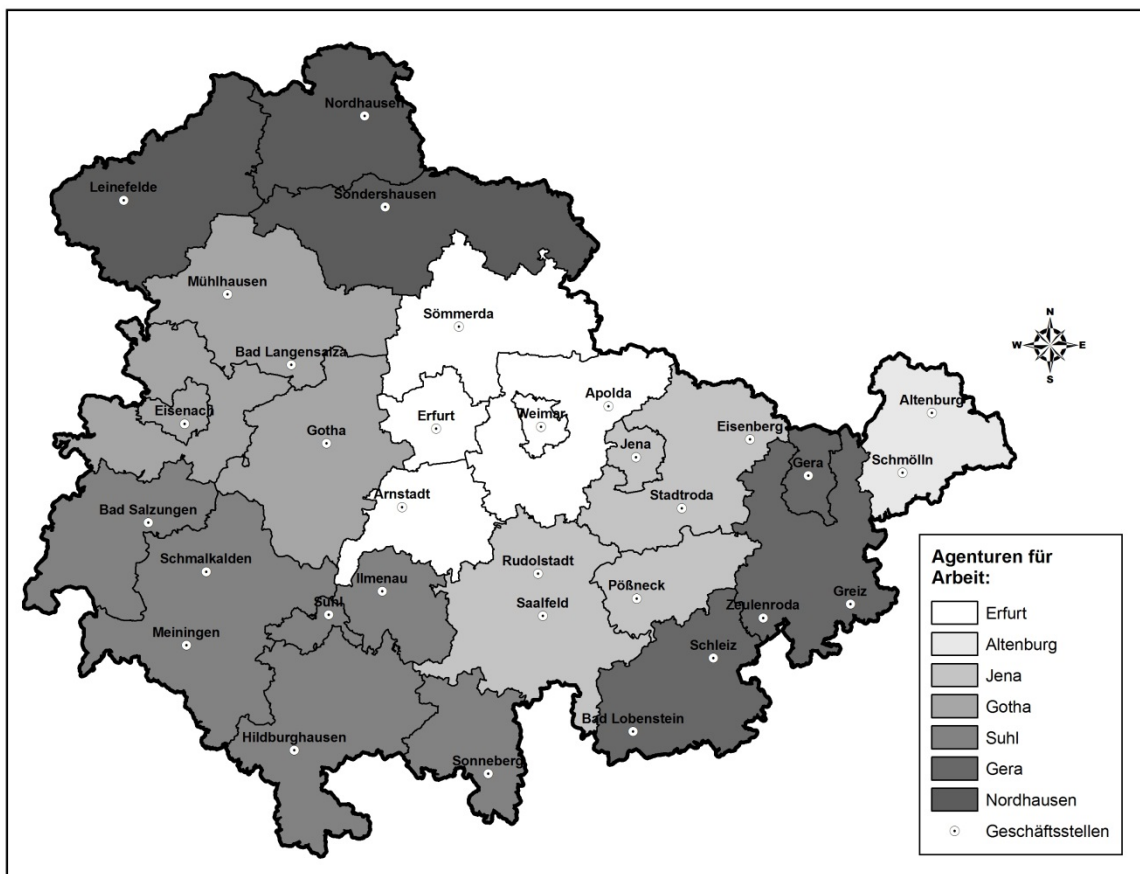 Nordhausen
Leinefelde
Sondershausen
Mühlhausen
Sömmerda
Bad Langensalza
Eisenach
Gotha
Erfurt
Weimar
Apolda
Jena
Eisenberg
Gera
Altenburg
Schmölln
N
W E
S
Arnstadt
Stadtroda
Bad Salzungen
Schmalkalden
Ilmenau
Rudolstadt
Pößneck
Suhl
Saalfeld
Zeulenroda
Greiz
Meiningen
Schleiz
Hildburghausen
Bad Lobenstein
Sonneberg
Agenturen für
Arbeit:
Erfurt
Altenburg
Jena
Gotha
Suhl
Gera
Nordhausen
Geschäftsstellen